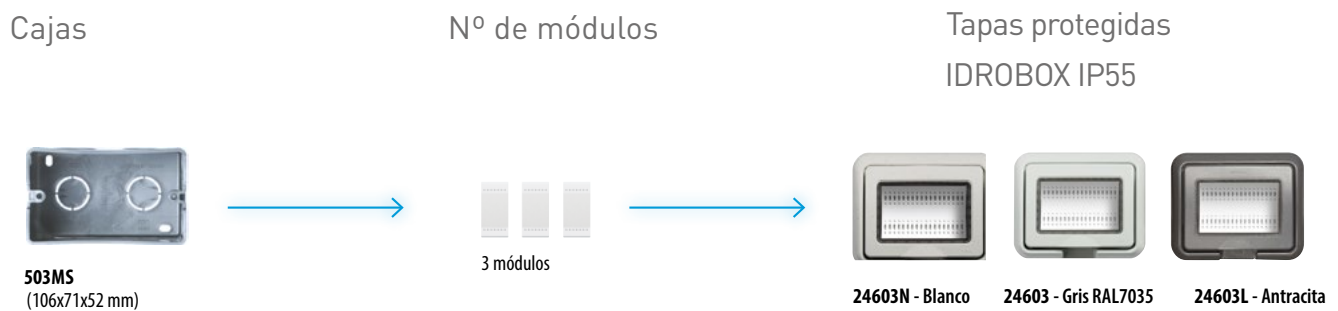 Cajas
Nº de módulos
Tapas protegidas
IDROBOX IP55
503MS
(106x71x52 mm)
3 módulos
24603N - Blanco
24603 - Gris RAL7035
24603L - Antracita